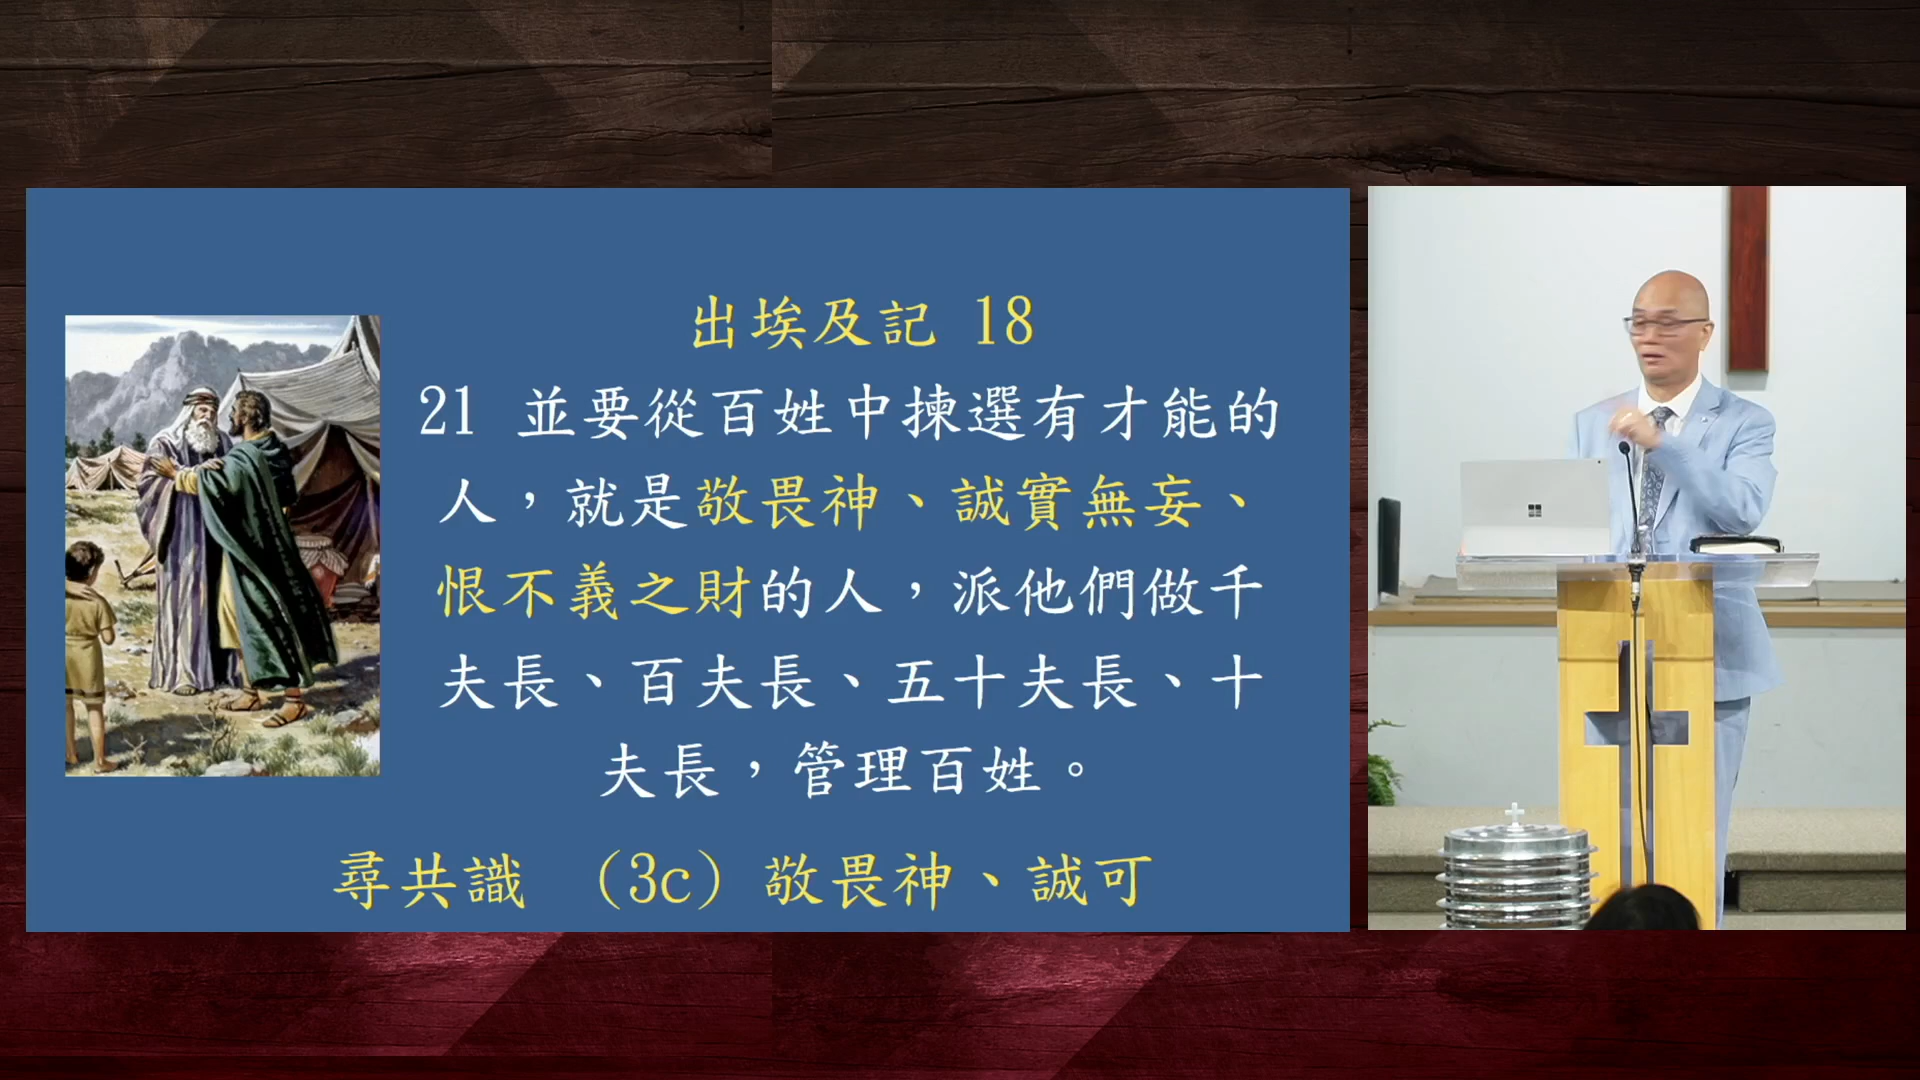 出埃及記 18
21 並要從百姓中揀選有才能的
人，就是敬畏神、誠實無妄、
恨不義之財的人，派他們做千
夫長、百夫長、五十夫長、十
夫長，管理百姓。
尋共識 （3c）敬畏神、誠可